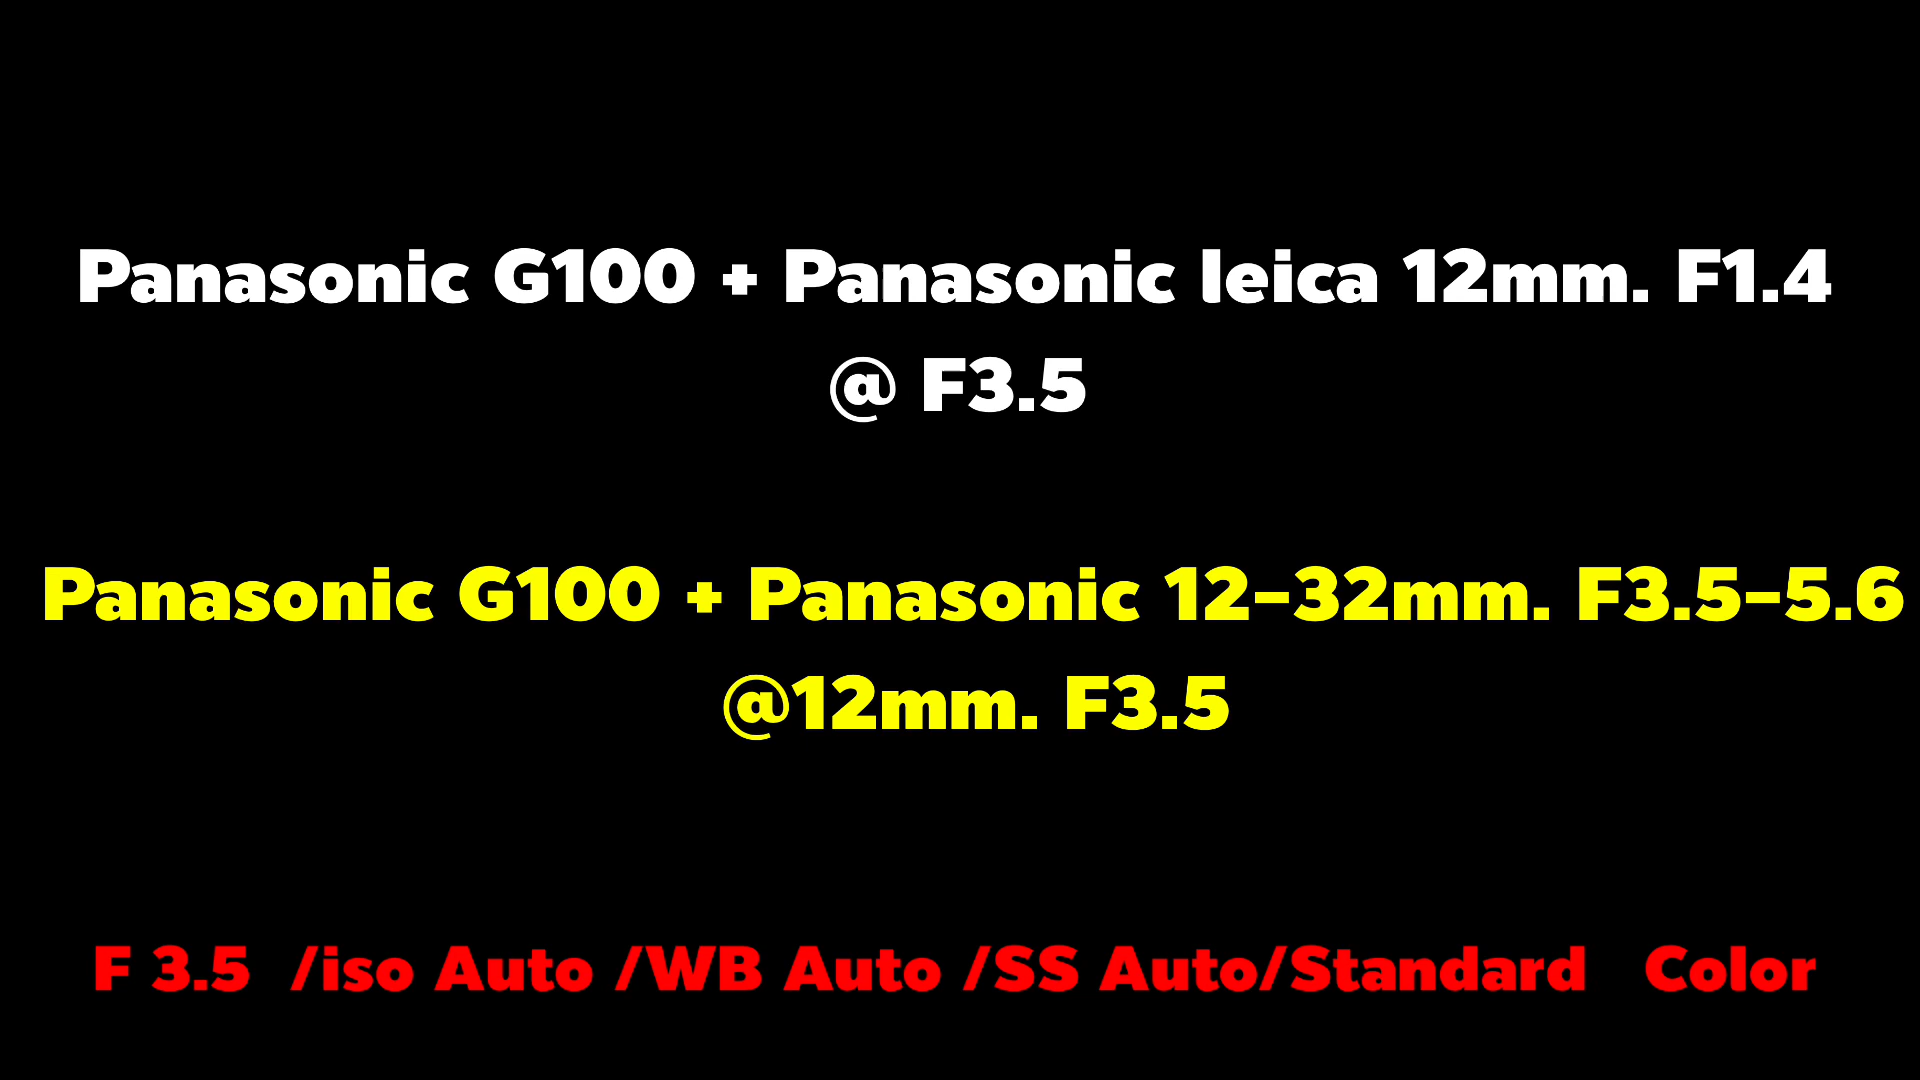 Panasonic G100 + Panasonic leica 12mm. F1.4
@ F3.5
Panasonic G100 + Panasonic 12-32mm. F3.5-5.6
@12mm. F3.5
F 3.5 /iso Auto /WB Auto /SS Auto/Standard Color